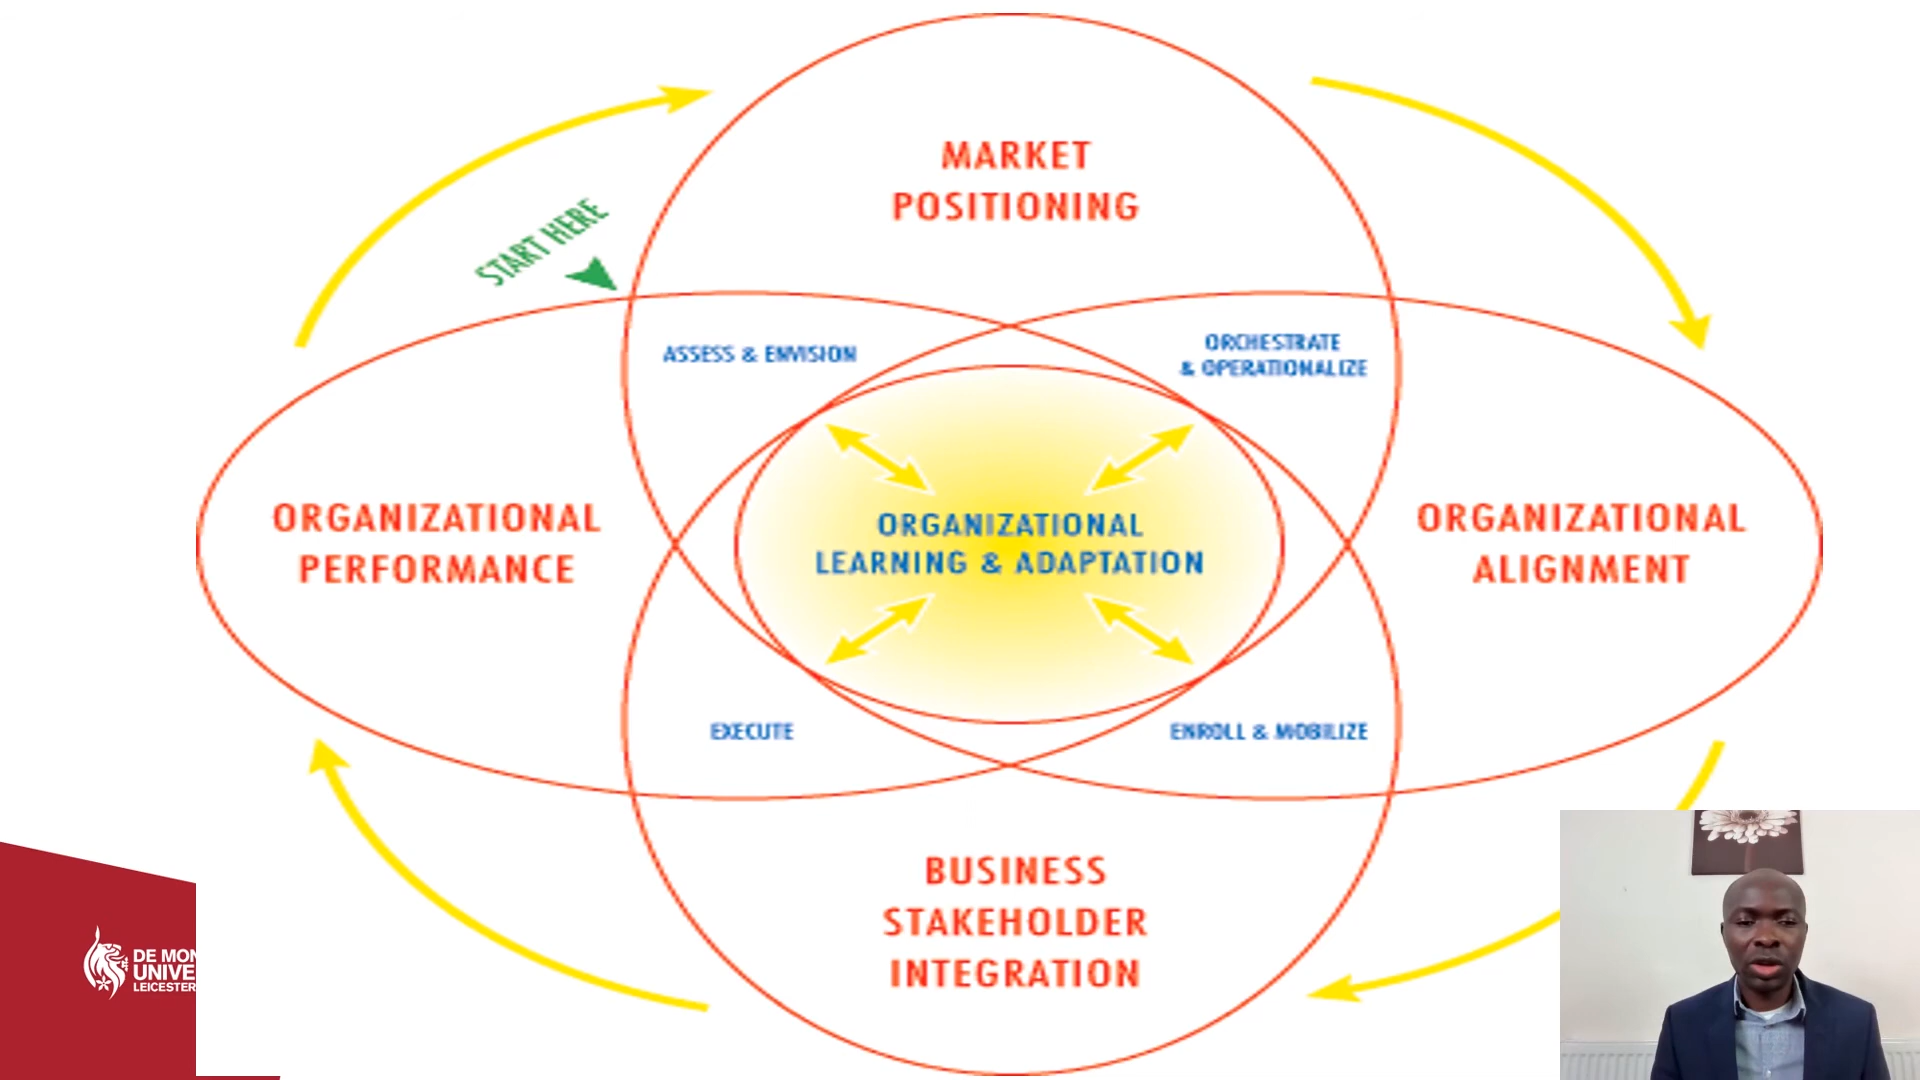 MARKET
POSITIONING
START HERE
ASSESS & ENVISION
ORCHESTRATE
& OPERATIONALIZE
ORGANIZATIONAL
PERFORMANCE
ORGANIZATIONAL
LEARNING & ADAPTATION
ORGANIZATIONAL
ALIGNMENT
EXECUTE
ENROLL & MOBILIZE
BUSINESS
STAKEHOLDER
INTEGRATION
DE MON
UNIVE
LEICESTER